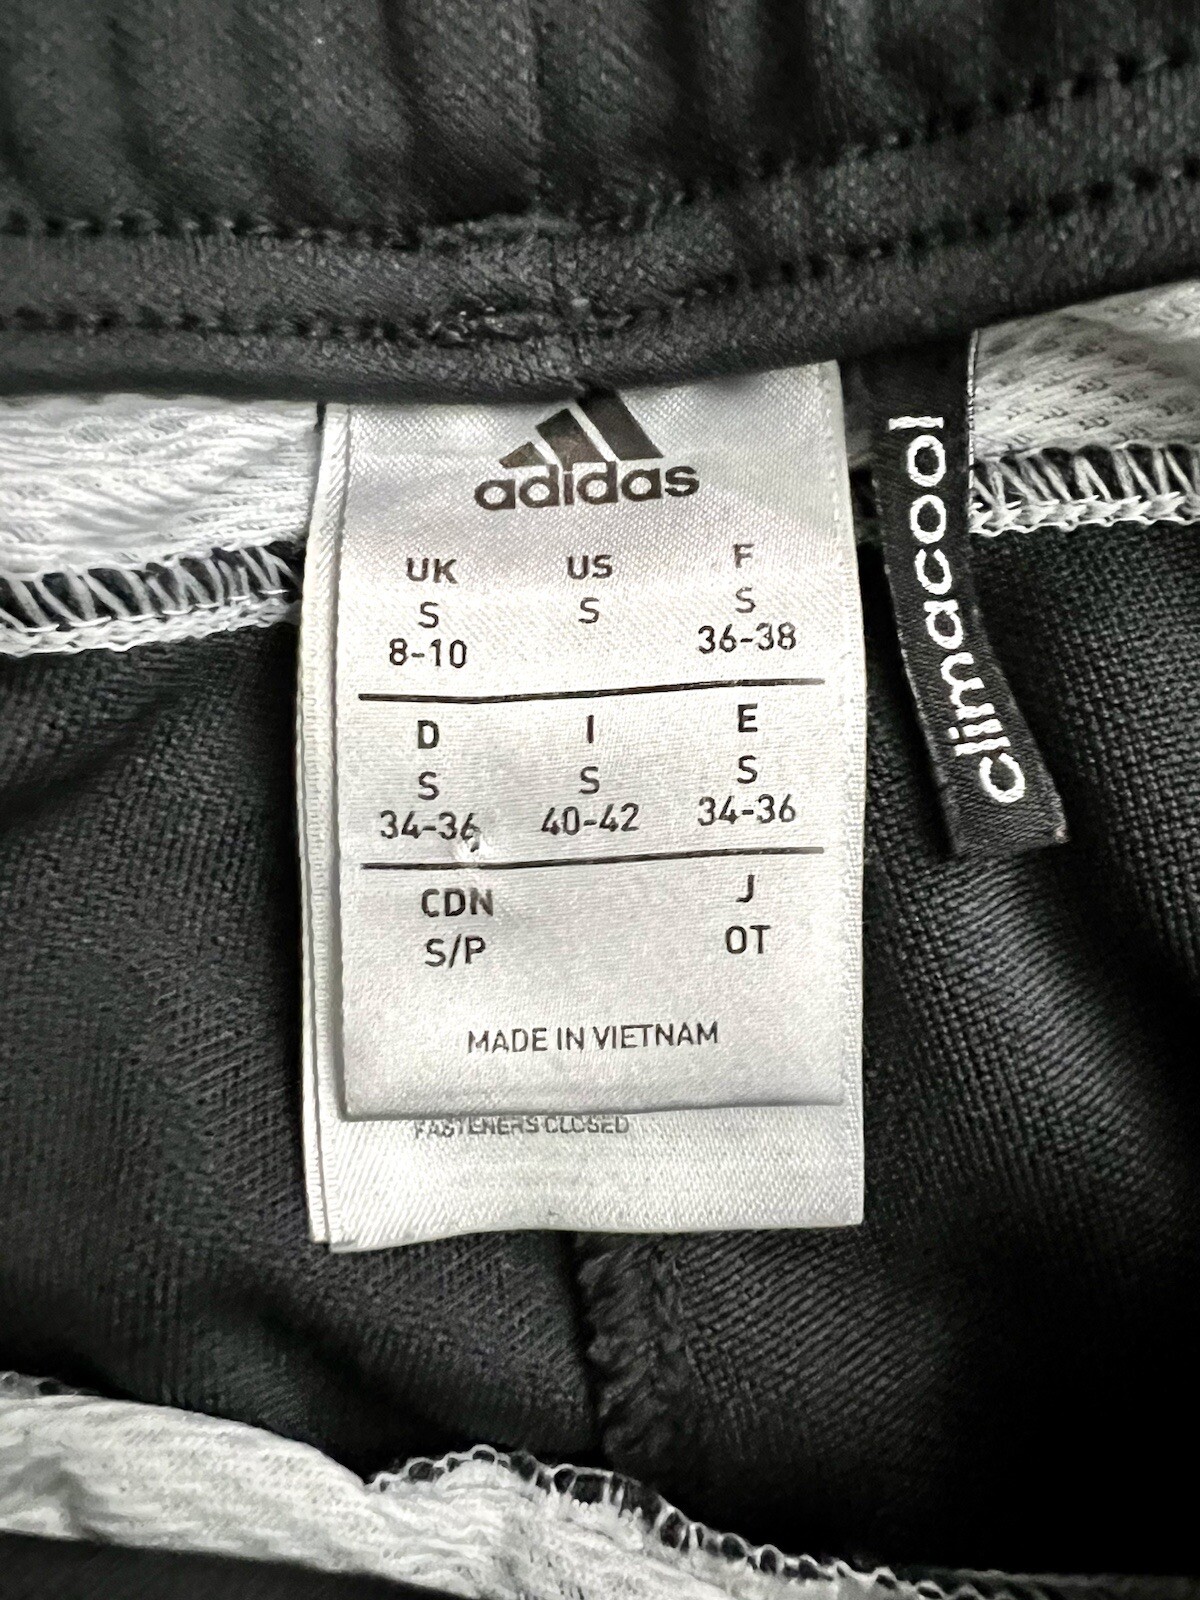 adidas
UK US F
S S S
8-10 36-38
D I E
S S S
34-36 40-42 34-36
CDN J
S/P OT
MADE IN VIETNAM
FASTENERS CLOSED
climacool